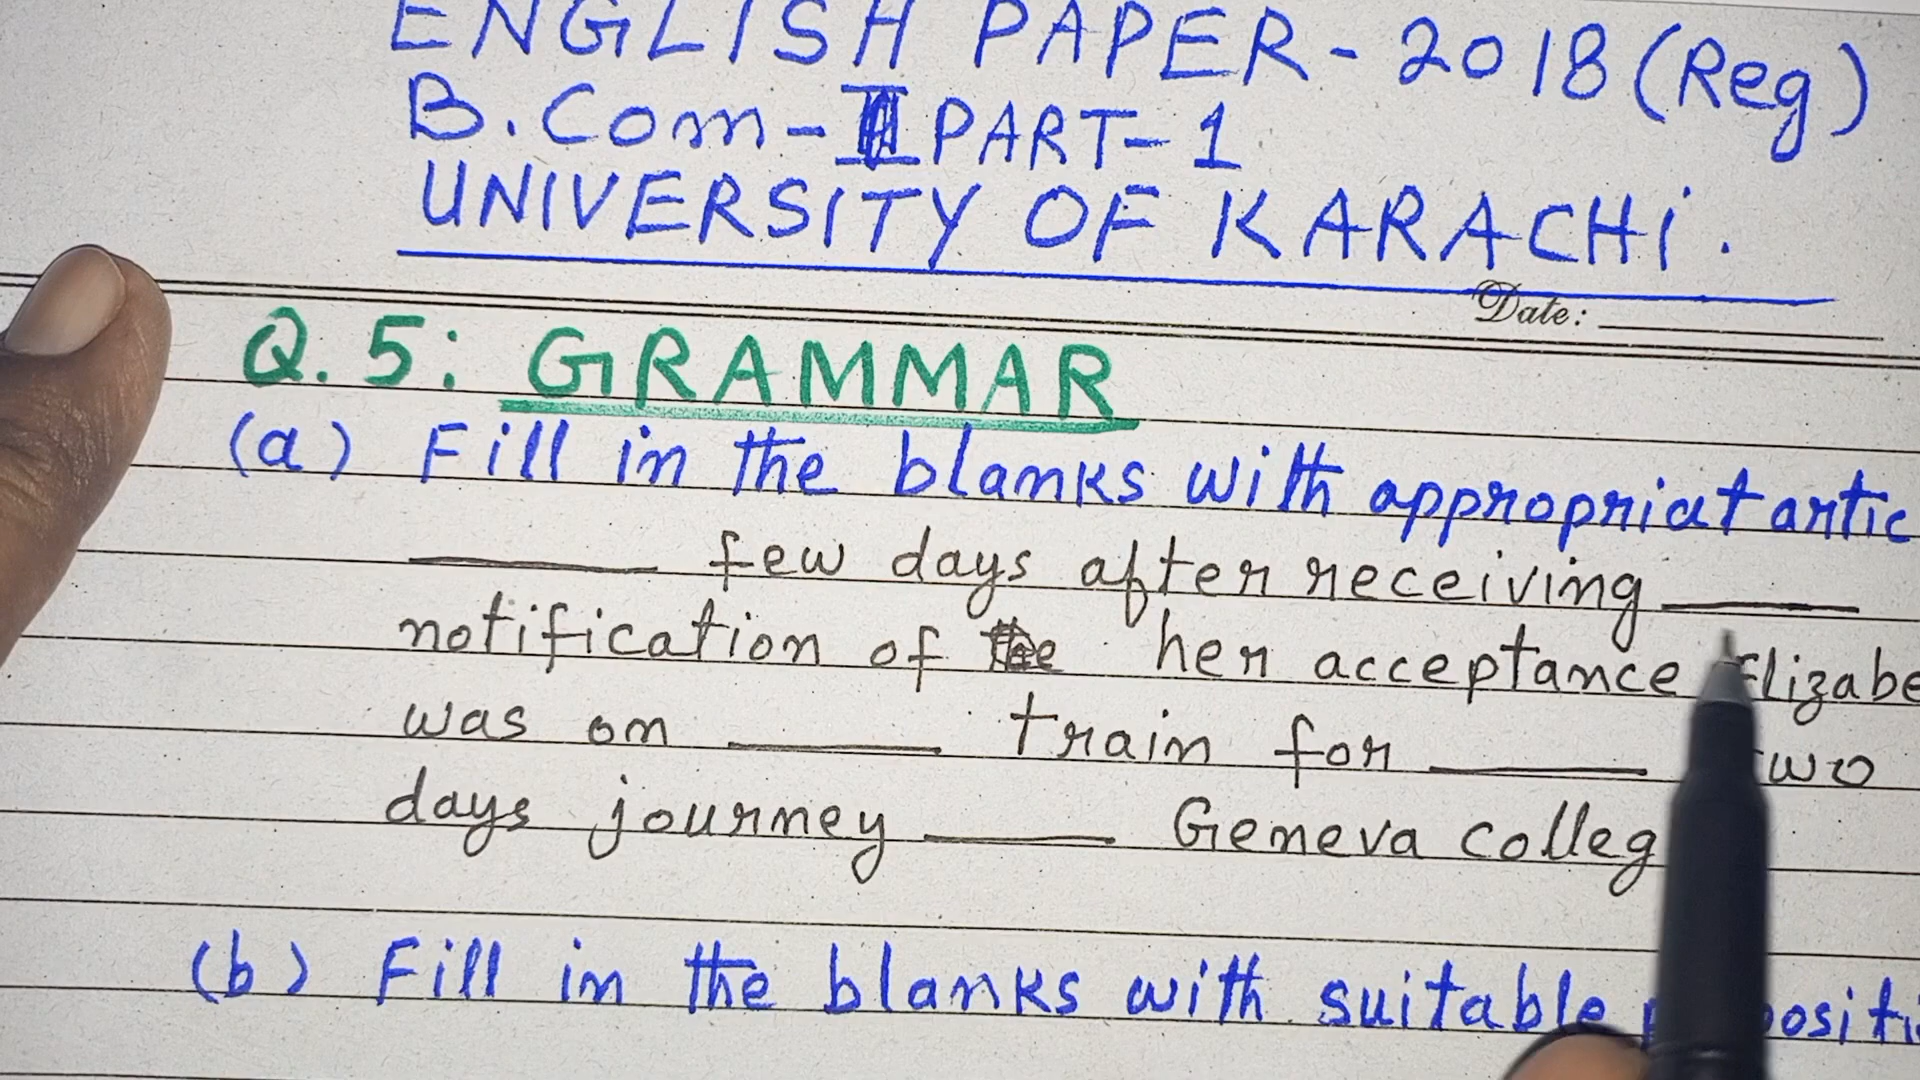 ENGLISH PAPER-2018(Reg)
B.Com- PART-1
UNIVERSITY OF KARACHi.
Date:
Q.5: GRAMMAR
(a) Fill in the blanks with appropriat artic
_____ few days after receiving _____
notification of her acceptance Elizabe
was on _____ train for _____ two
days journey _____ Geneva colleg
(b) Fill in the blanks with suitable